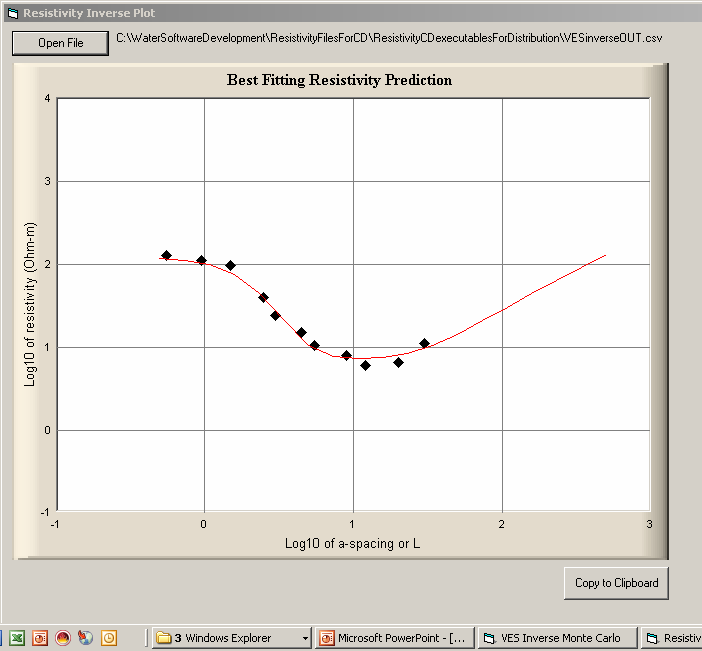 Resistivity Inverse Plot
Open File
C:\WaterSoftwareDevelopment\ResistivityFilesForCD\ResistivityCDexecutablesForDistribution\VESinverseOUT.csv
Best Fitting Resistivity Prediction
4
3
2
1
0
-1
Log10 of resistivity (Ohm-m)
-1 0 1 2 3
Log10 of a-spacing or L
Copy to Clipboard
3 Windows Explorer
Microsoft PowerPoint - [...
VES Inverse Monte Carlo
Resistiv